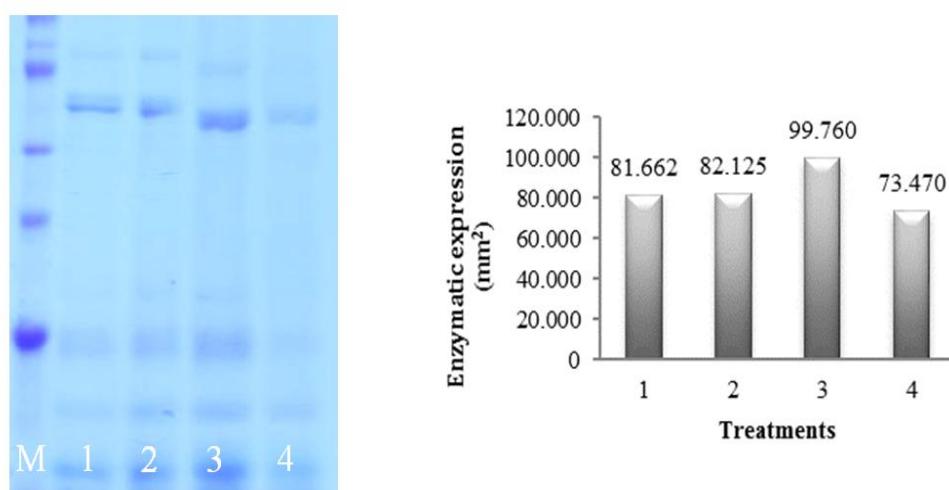 M 1 2 3 4
Enzymatic expression
(mm²)
120.000
100.000
80.000
60.000
40.000
20.000
0
81.662
82.125
99.760
73.470
1 2 3 4
Treatments